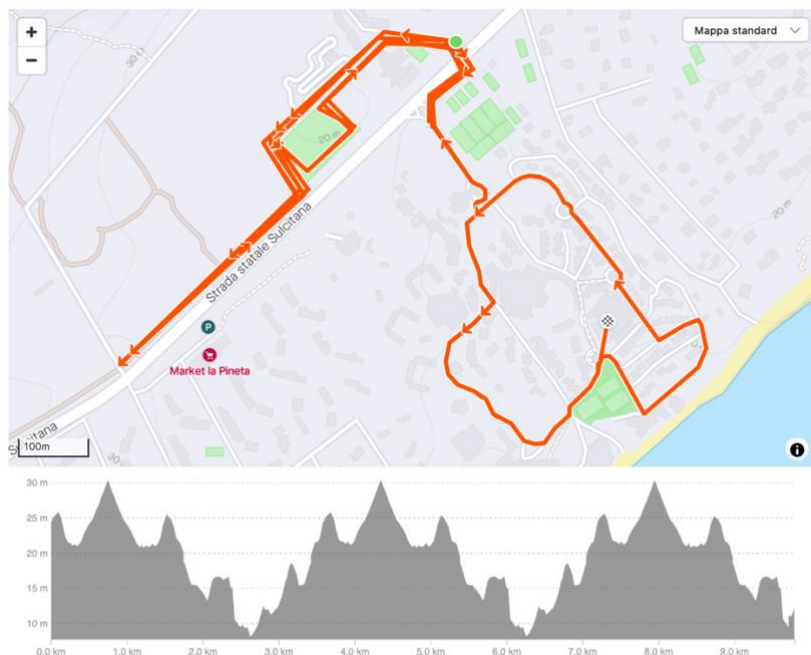 +
Mappa standard
−
30 m
20 m
20 m
Strada statale Sulcitana
P
Market la Pineta
100m
30
30 m
25 m
20 m
15 m
10 m
0.0 km
1.0 km
2.0 km
3.0 km
4.0 km
5.0 km
6.0 km
7.0 km
8.0 km
9.0 km